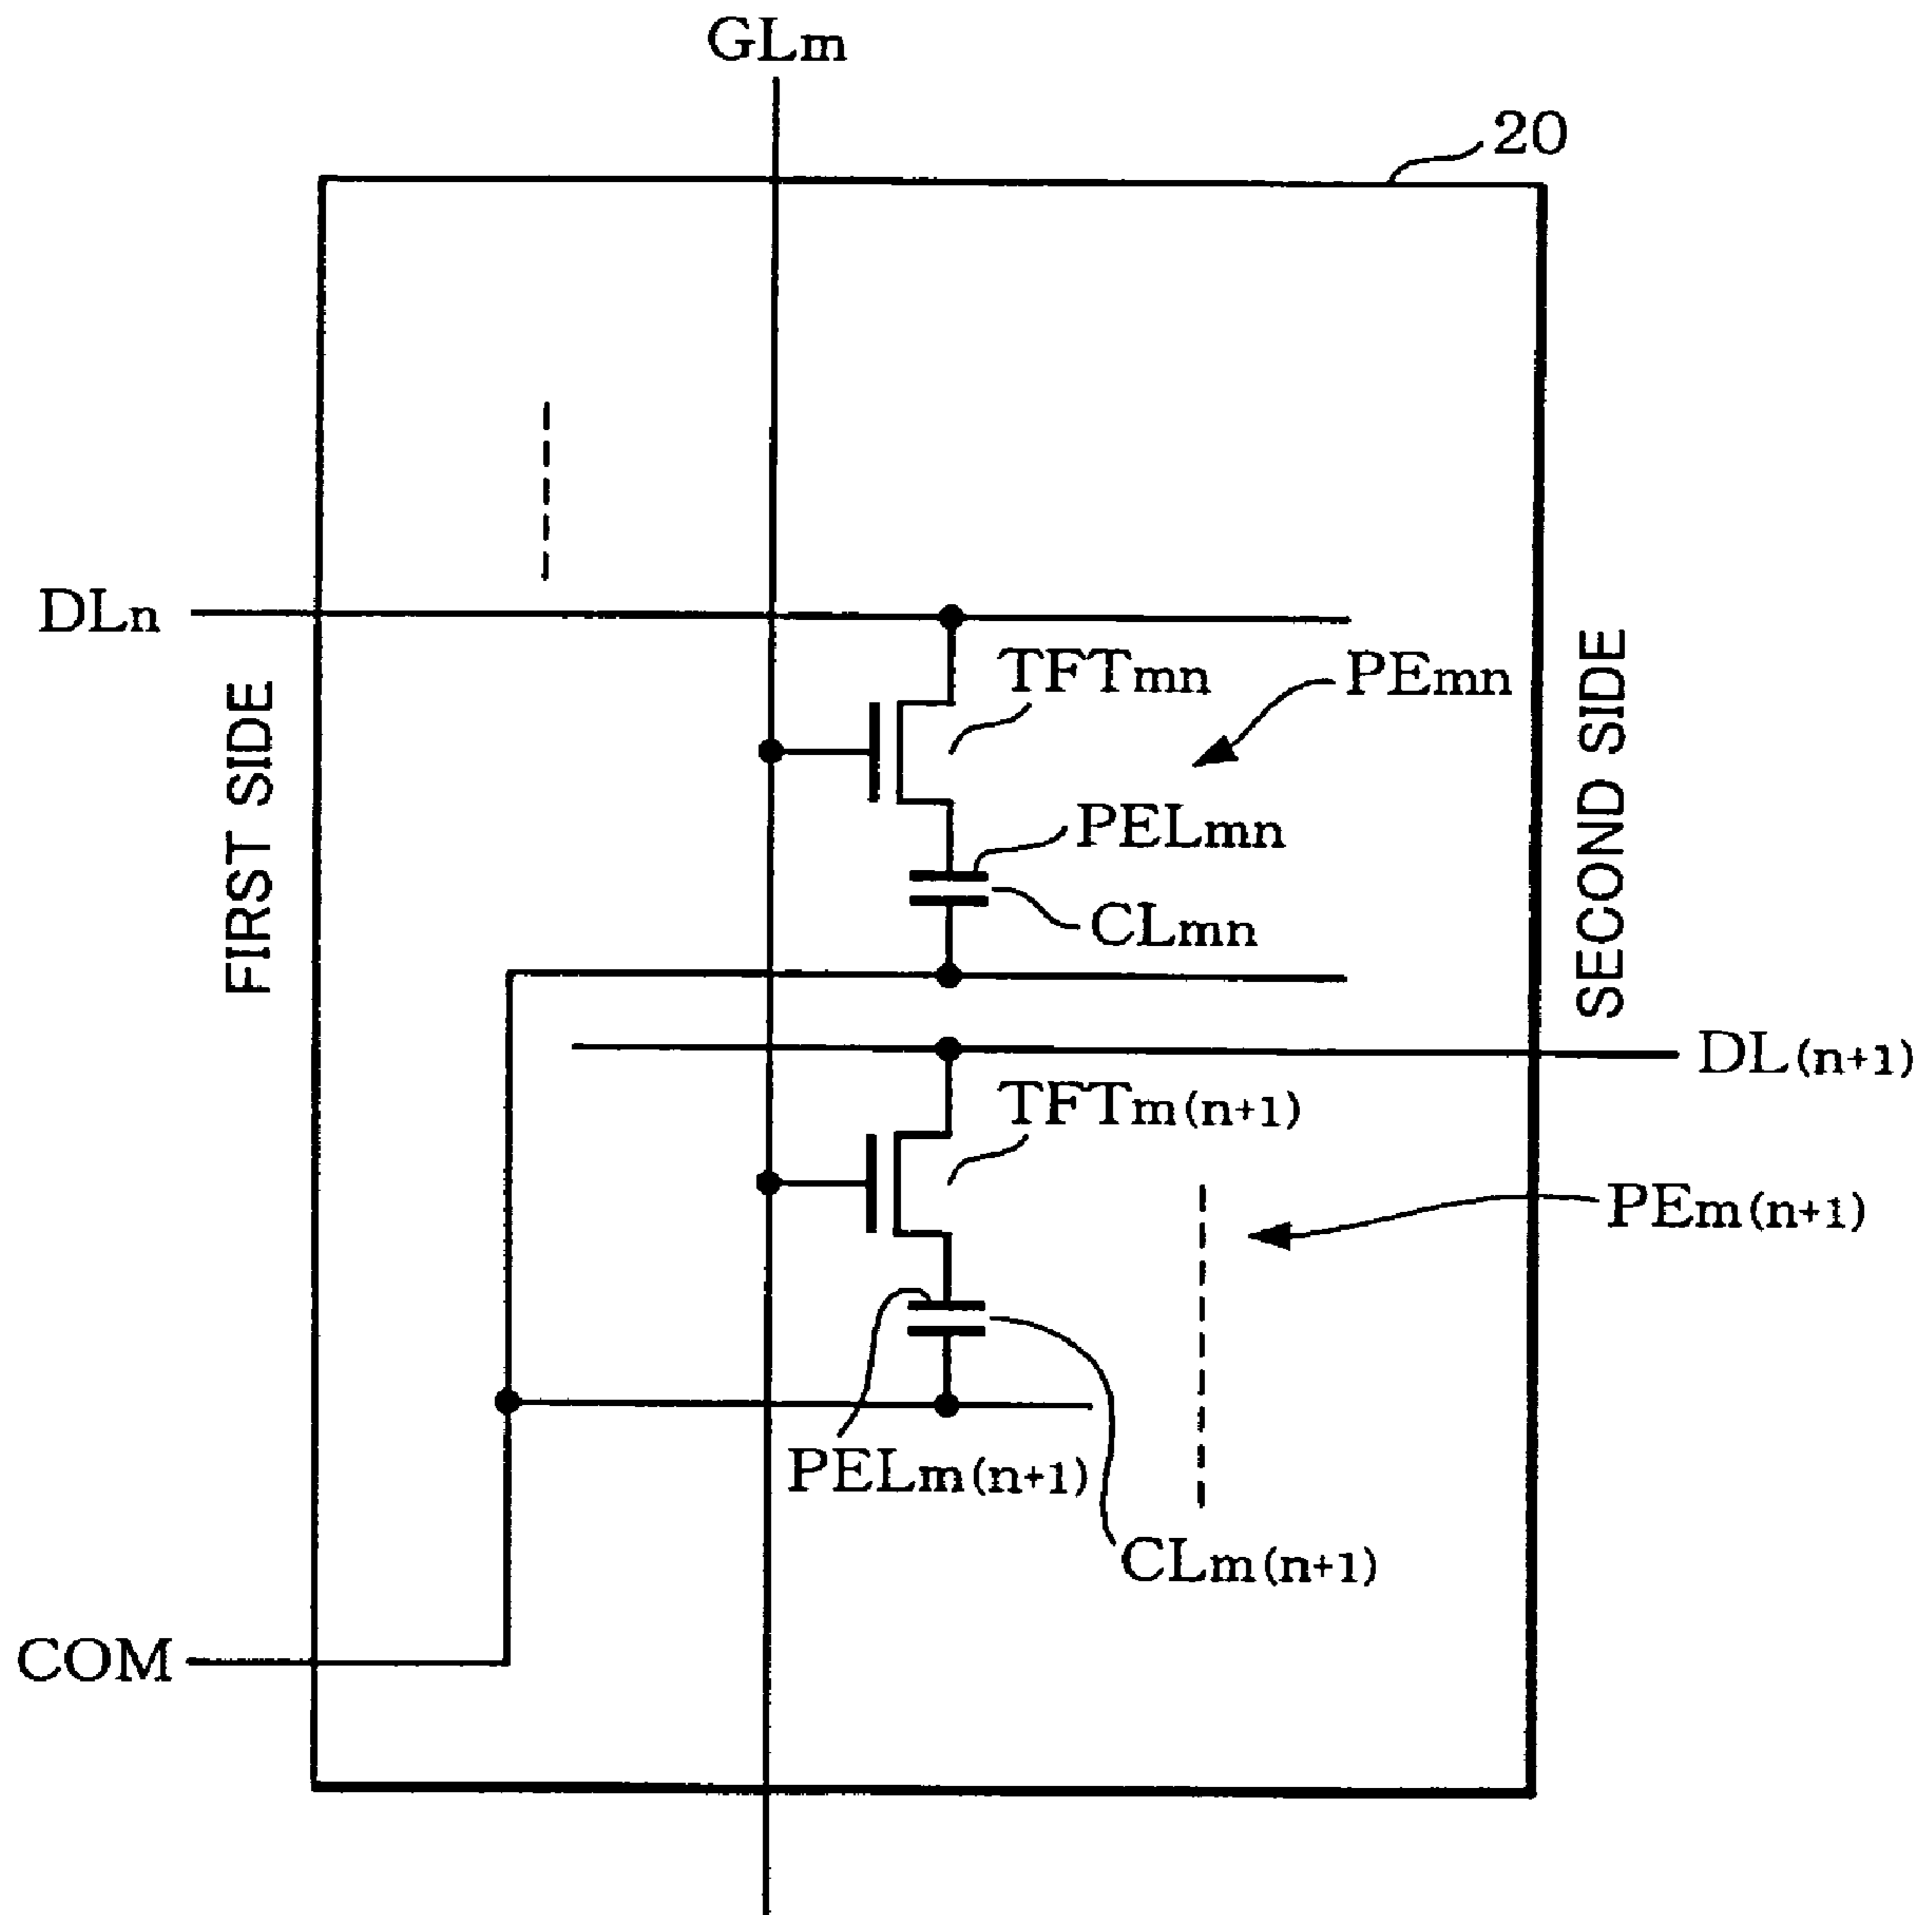 GLm
20
DLn
TFTmn
PEmn
FIRST SIDE
SECOND SIDE
PELmn
CLmn
DL(n+1)
TFTm(n+1)
PEm(n+1)
PELm(n+1)
CLm(n+1)
COM